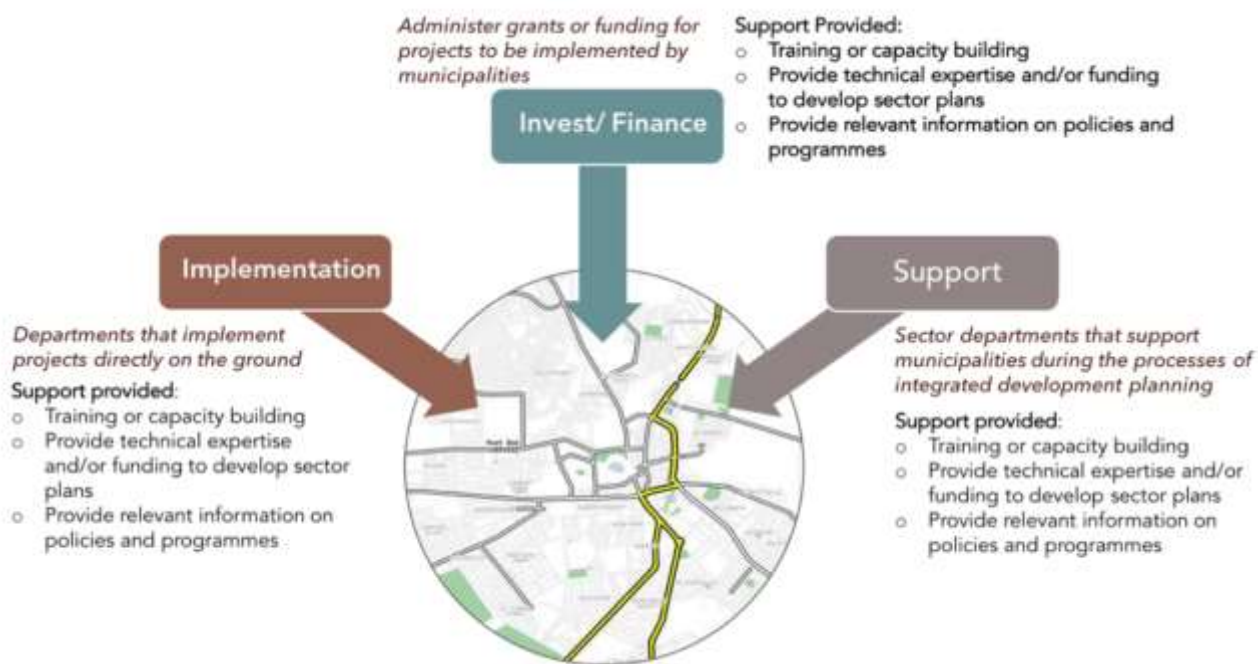 Administer grants or funding for
projects to be implemented by
municipalities
Support Provided:
o Training or capacity building
o Provide technical expertise and/or funding
to develop sector plans
o Provide relevant information on policies and
programmes
Invest/ Finance
Implementation
Departments that implement
projects directly on the ground
Support provided:
o Training or capacity building
o Provide technical expertise
and/or funding to develop sector
plans
o Provide relevant information on
policies and programmes
Support
Sector departments that support
municipalities during the processes of
integrated development planning
Support provided:
o Training or capacity building
o Provide technical expertise and/or
funding to develop sector plans
o Provide relevant information on
policies and programmes